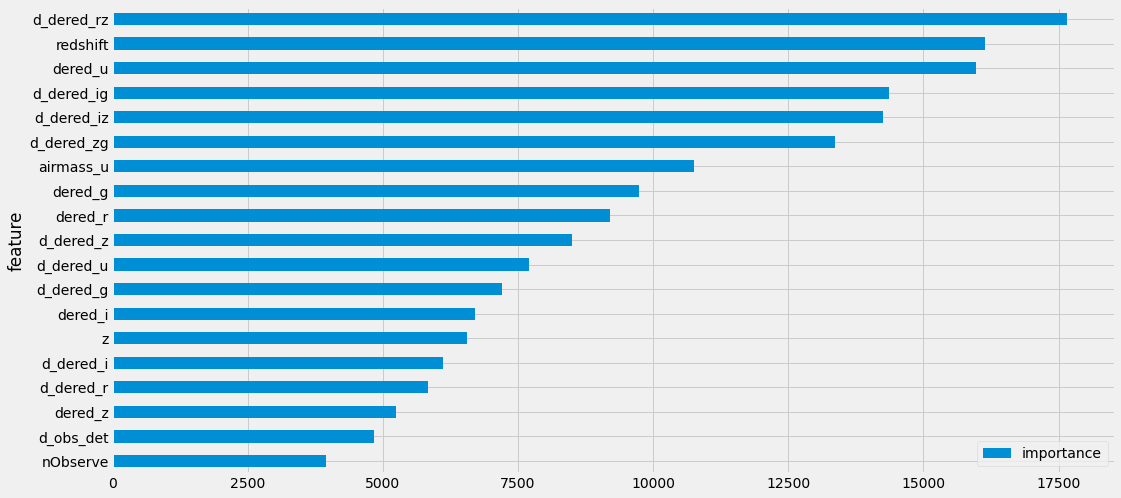 d_dered_rz
redshift
dered_u
d_dered_ig
d_dered_iz
d_dered_zg
airmass_u
dered_g
dered_r
d_dered_z
d_dered_u
d_dered_g
dered_i
z
d_dered_i
d_dered_r
dered_z
d_obs_det
nObserve
feature
importance
0 2500 5000 7500 10000 12500 15000 17500